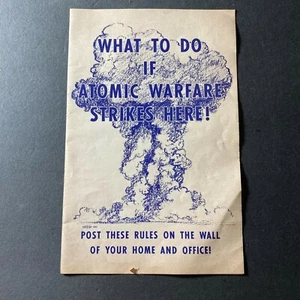 WHAT TO DO
IF
ATOMIC WARFARE
STRIKES HERE!
POST THESE RULES ON THE WALL
OF YOUR HOME AND OFFICE!